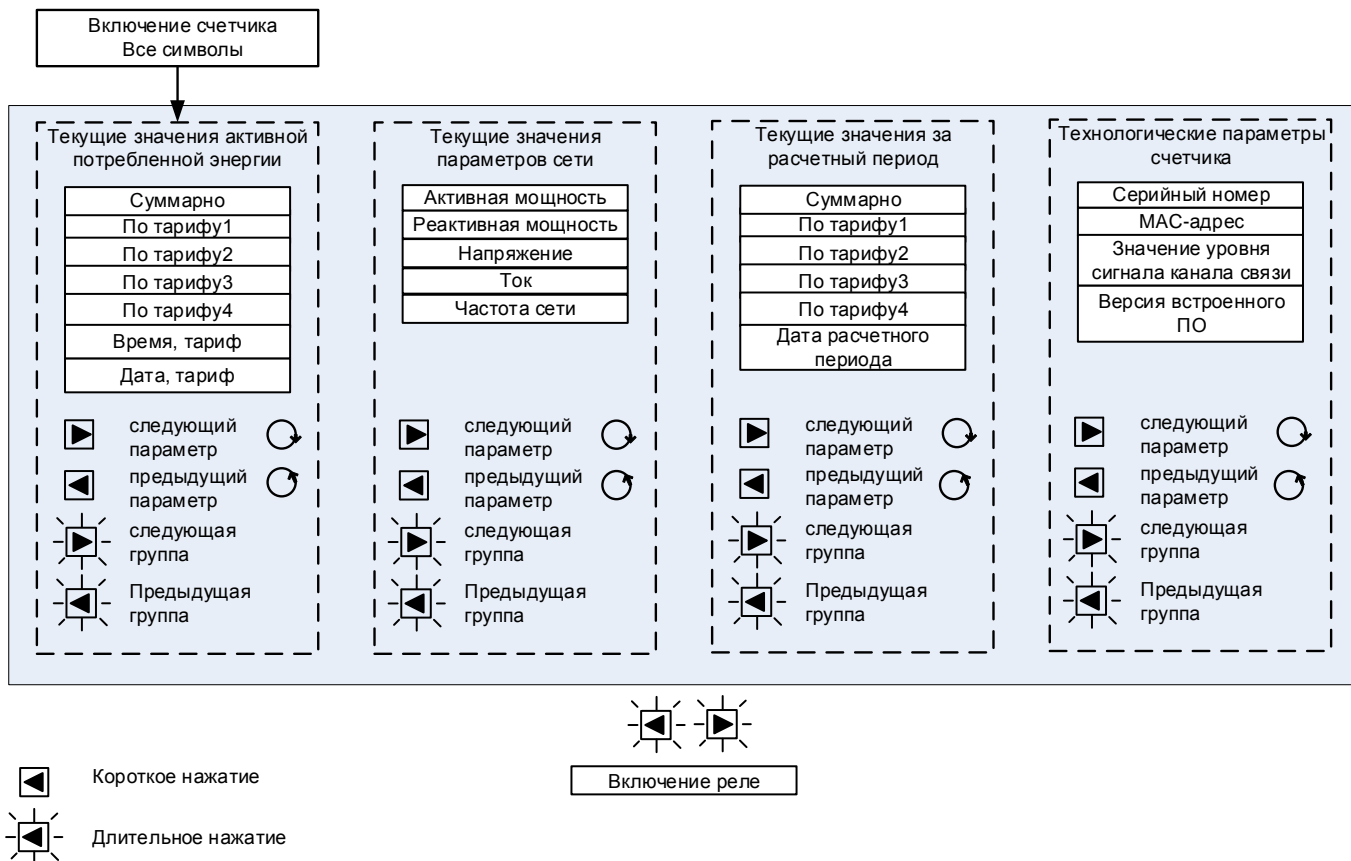 Включение счетчика
Все символы
Текущие значения активной
потребленной энергии
Суммарно
По тарифу1
По тарифу2
По тарифу3
По тарифу4
Время, тариф
Дата, тариф
следующий
параметр
предыдущий
параметр
следующая
группа
Предыдущая
группа
Текущие значения
параметров сети
Активная мощность
Реактивная мощность
Напряжение
Ток
Частота сети
следующий
параметр
предыдущий
параметр
следующая
группа
Предыдущая
группа
Текущие значения за
расчетный период
Суммарно
По тарифу1
По тарифу2
По тарифу3
По тарифу4
Дата расчетного
периода
следующий
параметр
предыдущий
параметр
следующая
группа
Предыдущая
группа
Технологические параметры
счетчика
Серийный номер
MAC-адрес
Значение уровня
сигнала канала связи
Версия встроенного
ПО
следующий
параметр
предыдущий
параметр
следующая
группа
Предыдущая
группа
Включение реле
Короткое нажатие
Длительное нажатие